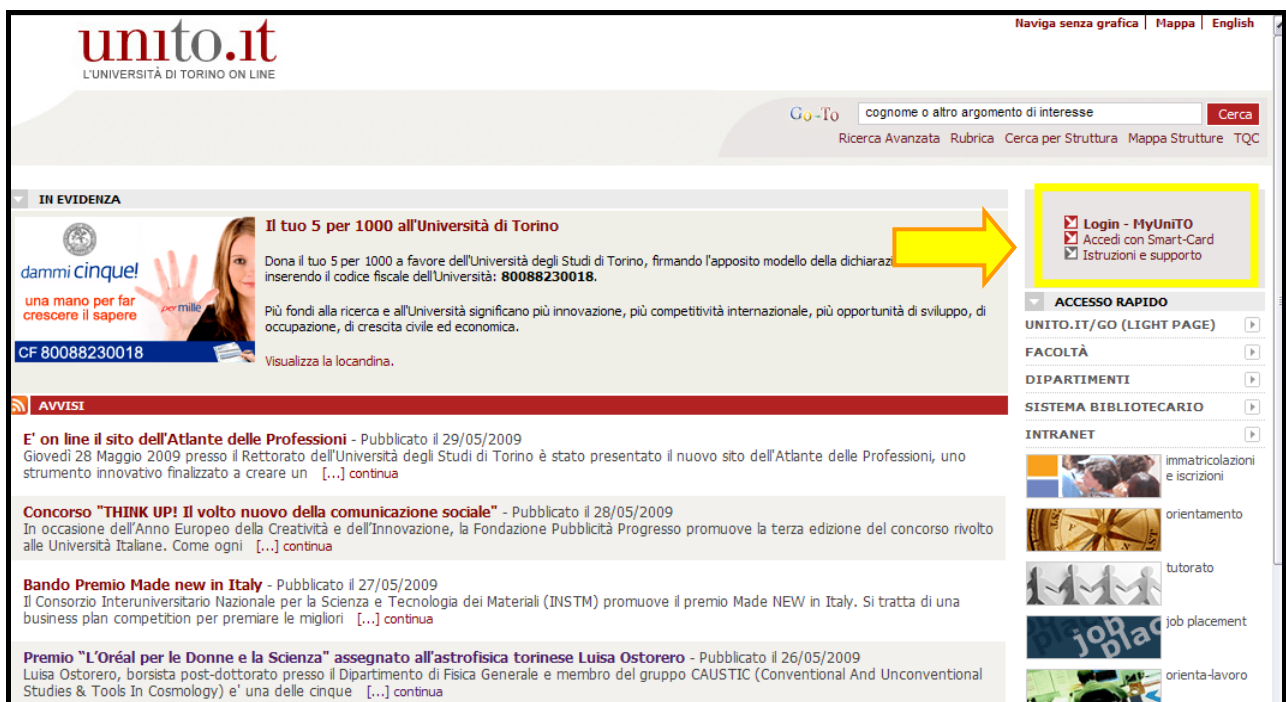 Naviga senza grafica | Mappa | English
unito.it
L'UNIVERSITÀ DI TORINO ON LINE
Go-To cognome o altro argomento di interesse Cerca
Ricerca Avanzata Rubrica Cerca per Struttura Mappa Strutture TQC
IN EVIDENZA
dammi cinque!
una mano per far
crescere il sapere
per mille
CF 80088230018
Il tuo 5 per 1000 all'Università di Torino
Dona il tuo 5 per 1000 a favore dell'Università degli Studi di Torino, firmando l'apposito modello della
inserendo il codice fiscale dell'Università: 80088230018.
Più fondi alla ricerca e all'Università significano più innovazione, più competitività internazionale, più opportunità di sviluppo, di
occupazione, di crescita civile ed economica.
Visualizza la locandina.
Login - MyUniTO
Accedi con Smart-Card
Istruzioni e supporto
ACCESSO RAPIDO
UNITO.IT/GO (LIGHT PAGE)
FACOLTÀ
DIPARTIMENTI
SISTEMA BIBLIOTECARIO
INTRANET
immatricolazioni
e iscrizioni
orientamento
tutorato
job placement
orienta-lavoro
AVVISI
E' on line il sito dell'Atlante delle Professioni - Pubblicato il 29/05/2009
Giovedì 28 Maggio 2009 presso il Rettorato dell'Università degli Studi di Torino è stato presentato il nuovo sito dell'Atlante delle Professioni, uno
strumento innovativo finalizzato a creare un [...] continua
Concorso "THINK UP! Il volto nuovo della comunicazione sociale" - Pubblicato il 28/05/2009
In occasione dell'Anno Europeo della Creatività e dell'Innovazione, la Fondazione Pubblicità Progresso promuove la terza edizione del concorso rivolto
alle Università Italiane. Come ogni [...] continua
Bando Premio Made new in Italy - Pubblicato il 27/05/2009
Il Consorzio Interuniversitario Nazionale per la Scienza e Tecnologia dei Materiali (INSTM) promuove il premio Made NEW in Italy. Si tratta di una
business plan competition per premiare le migliori [...] continua
Premio "L'Oréal per le Donne e la Scienza" assegnato all'astrofisica torinese Luisa Ostorero - Pubblicato il 26/05/2009
Luisa Ostorero, borsista post-dottorato presso il Dipartimento di Fisica Generale e membro del gruppo CAUSTIC (Conventional And Unconventional
Studies & Tools In Cosmology) e' una delle cinque [...] continua